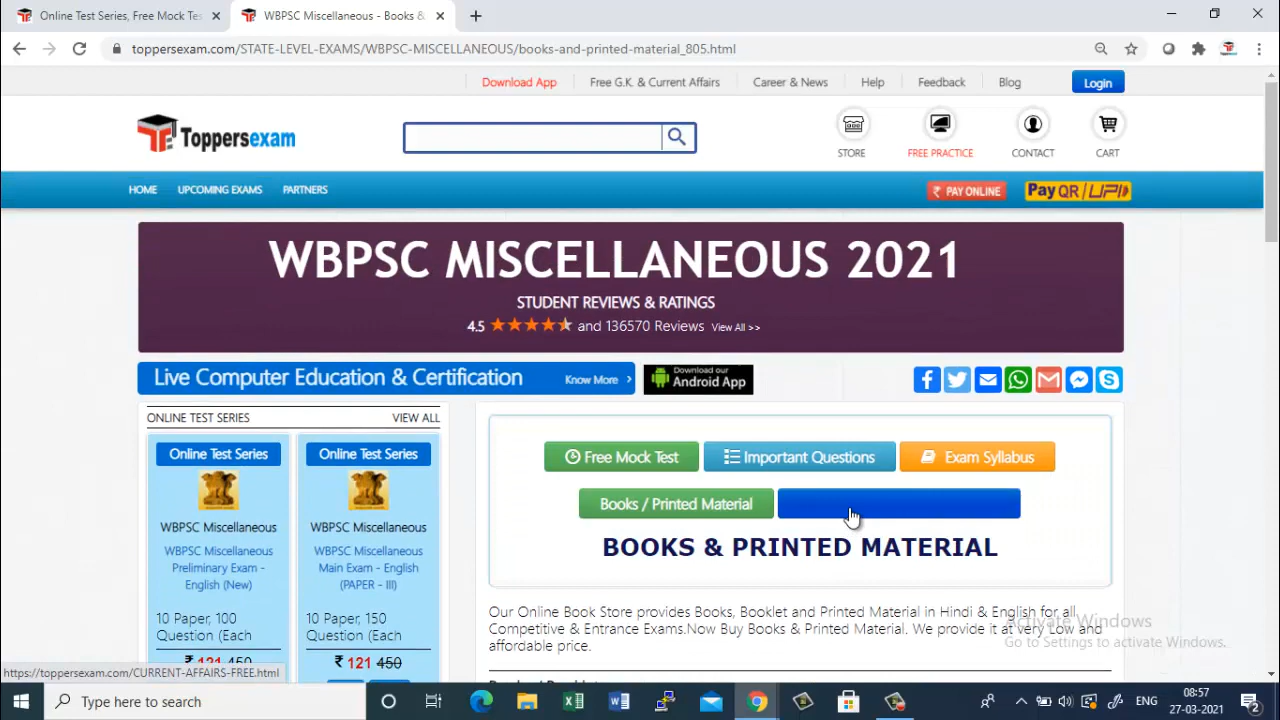 Online Test Series, Free Mock Tes
WBPSC Miscellaneous - Books &
toppersexam.com/STATE-LEVEL-EXAMS/WBPSC-MISCELLANEOUS/books-and-printed-material_805.html
Download App
Free G.K. & Current Affairs
Career & News
Help
Feedback
Blog
Login
Toppersexam
STORE
FREE PRACTICE
CONTACT
CART
HOME
UPCOMING EXAMS
PARTNERS
₹ PAY ONLINE
Pay QR / UPI
WBPSC MISCELLANEOUS 2021
STUDENT REVIEWS & RATINGS
4.5 and 136570 Reviews View All >>
Live Computer Education & Certification
Know More
Download our
Android App
ONLINE TEST SERIES
VIEW ALL
Online Test Series
WBPSC Miscellaneous
WBPSC Miscellaneous
Preliminary Exam -
English (New)
10 Paper, 100
Question (Each
₹ 121 450
Online Test Series
WBPSC Miscellaneous
WBPSC Miscellaneous
Main Exam - English
(PAPER - III)
10 Paper, 150
Question (Each
₹ 121 450
Free Mock Test
Important Questions
Exam Syllabus
Books / Printed Material
BOOKS & PRINTED MATERIAL
Our Online Book Store provides Books, Booklet and Printed Material in Hindi & English for all
Competitive & Entrance Exams.Now Buy Books & Printed Material. We provide it at very Low and
affordable price.
Activate Windows
Go to Settings to activate Windows.
https://toppersexam.com/CURRENT-AFFAIRS-FREE.html
Type here to search
ENG
08:57
27-03-2021
2